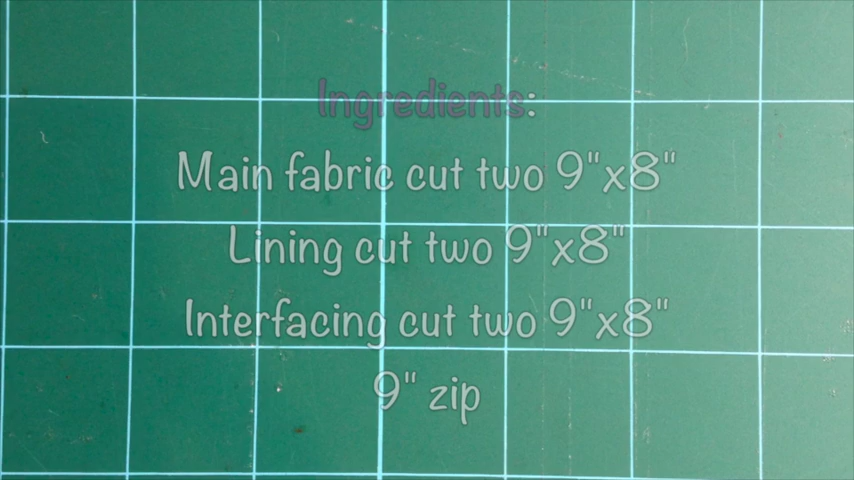 Ingredients:
Main fabric cut two 9"x8"
Lining cut two 9"x8"
Interfacing cut two 9"x8"
9" zip